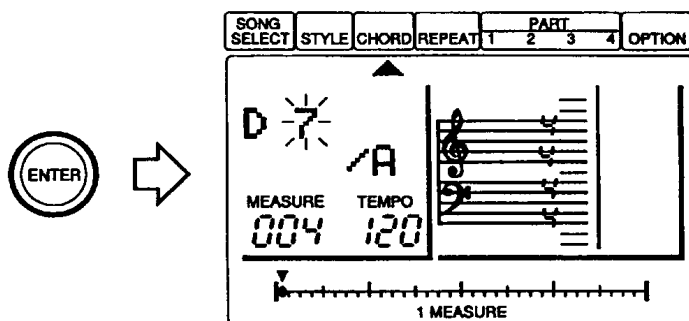 SONG SELECT STYLE CHORD REPEAT PART 1 2 3 4 OPTION
D 7
/A
ENTER
MEASURE TEMPO
004 120
1 MEASURE